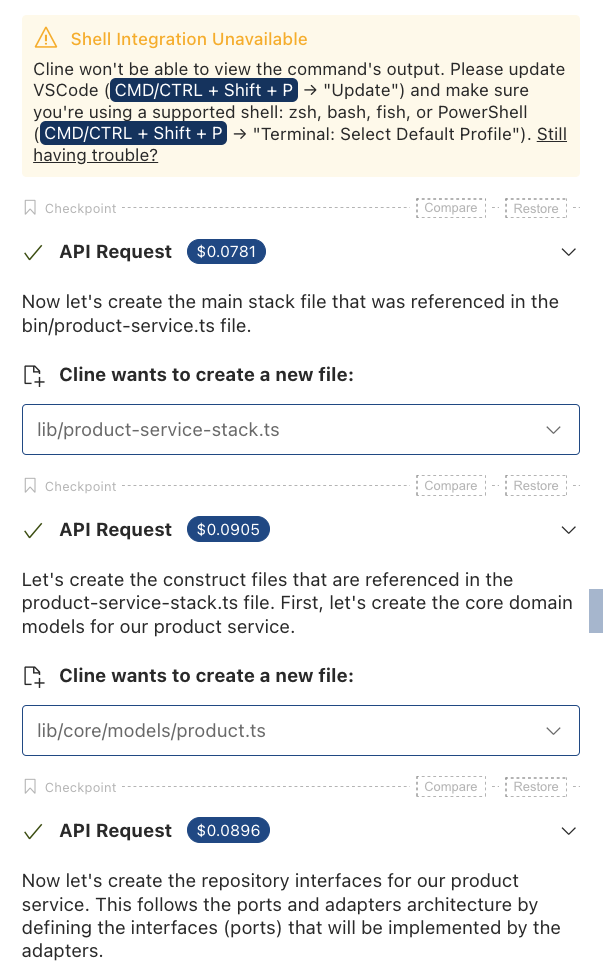 Shell Integration Unavailable
Cline won't be able to view the command's output. Please update
VSCode (CMD/CTRL + Shift + P → "Update") and make sure
you're using a supported shell: zsh, bash, fish, or PowerShell
(CMD/CTRL + Shift + P → "Terminal: Select Default Profile"). Still
having trouble?
Checkpoint Compare Restore
API Request $0.0781
Now let's create the main stack file that was referenced in the
bin/product-service.ts file.
Cline wants to create a new file:
lib/product-service-stack.ts
Checkpoint Compare Restore
API Request $0.0905
Let's create the construct files that are referenced in the
product-service-stack.ts file. First, let's create the core domain
models for our product service.
Cline wants to create a new file:
lib/core/models/product.ts
Checkpoint Compare Restore
API Request $0.0896
Now let's create the repository interfaces for our product
service. This follows the ports and adapters architecture by
defining the interfaces (ports) that will be implemented by the
adapters.